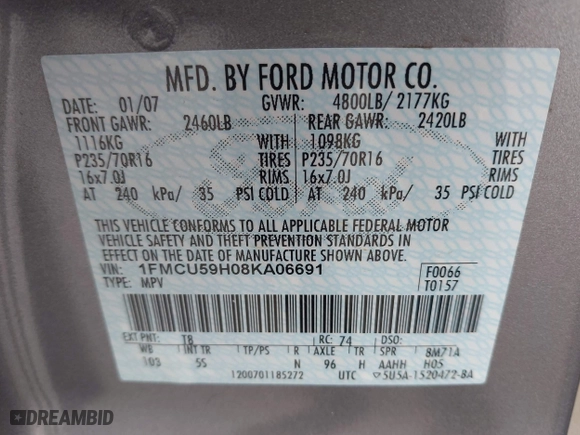 MFD. BY FORD MOTOR CO.
DATE: 01/07 GVWR: 4800LB/ 2177KG
FRONT GAWR: 2460LB REAR GAWR: 2420LB
1116KG WITH 1098KG WITH
P235/70R16 TIRES P235/70R16 TIRES
16x7.0J RIMS 16x7.0J RIMS
AT 240 kPa/ 35 PSI COLD AT 240 kPa/ 35 PSI COLD
THIS VEHICLE CONFORMS TO ALL APPLICABLE FEDERAL MOTOR
VEHICLE SAFETY AND THEFT PREVENTION STANDARDS IN
EFFECT ON THE DATE OF MANUFACTURE SHOWN ABOVE.
VIN: 1FMCU59H08KA06691
TYPE: MPV
F0066
T0157
EXT PNT: T8 RC: 74 DSO:
WB INT TR TP/PS R AXLE TR SPR 8M71A
103 55 N 96 H AAHH H05
1200701185272 UTC 5U5A-1520472-BA
DREAMBID